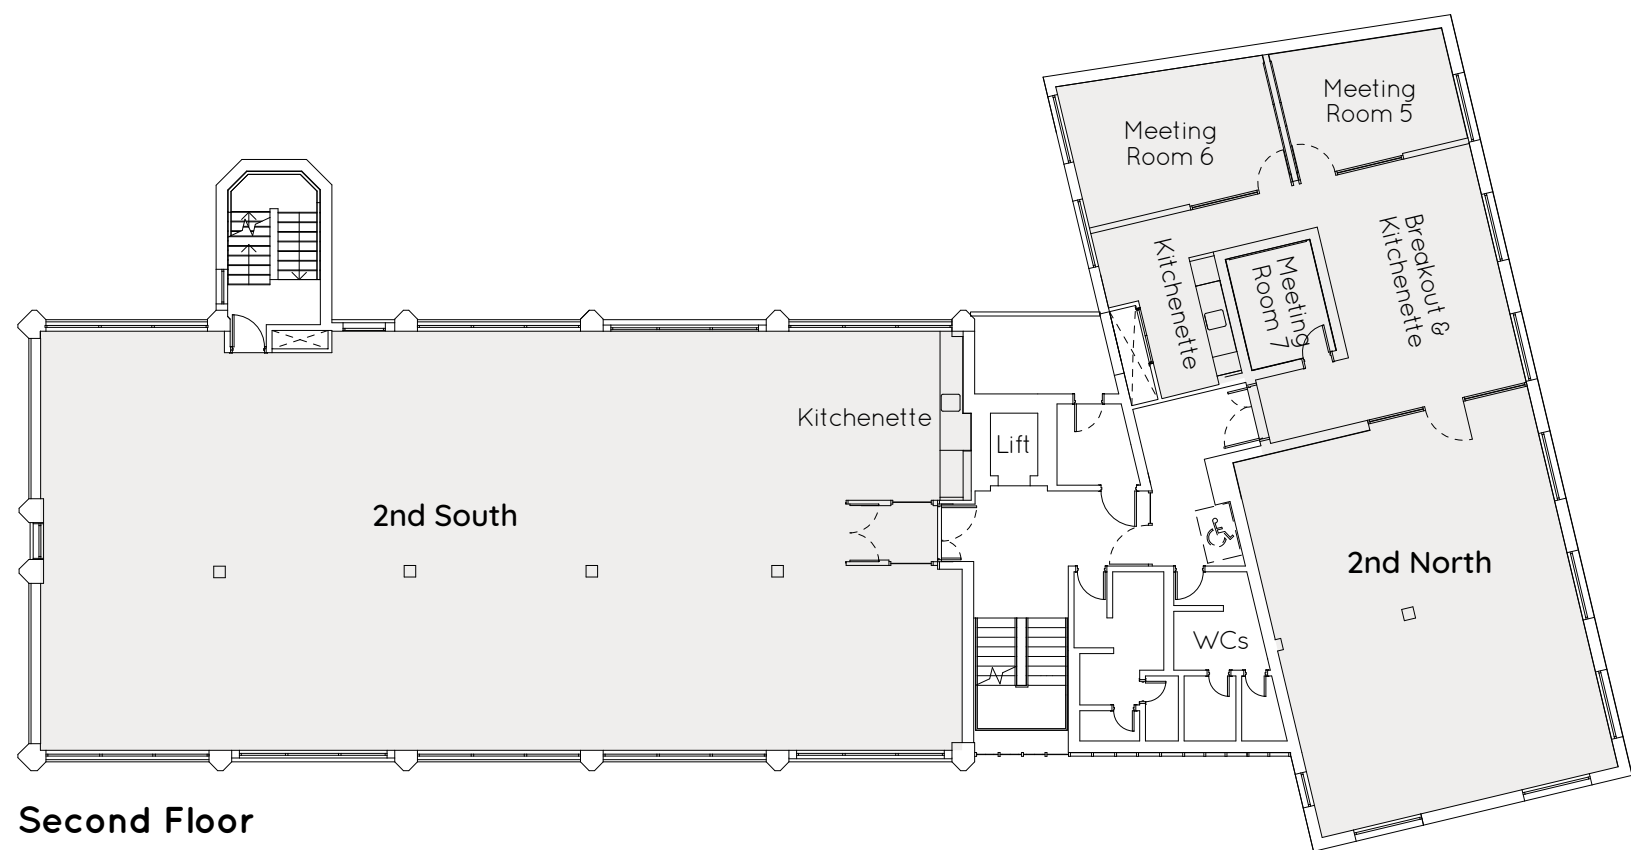 Meeting
Room 5
Meeting
Room 6
Breakout &
Kitchenette
Kitchenette
Meeting
Room 7
Kitchenette
Lift
2nd South
2nd North
WCs
Second Floor